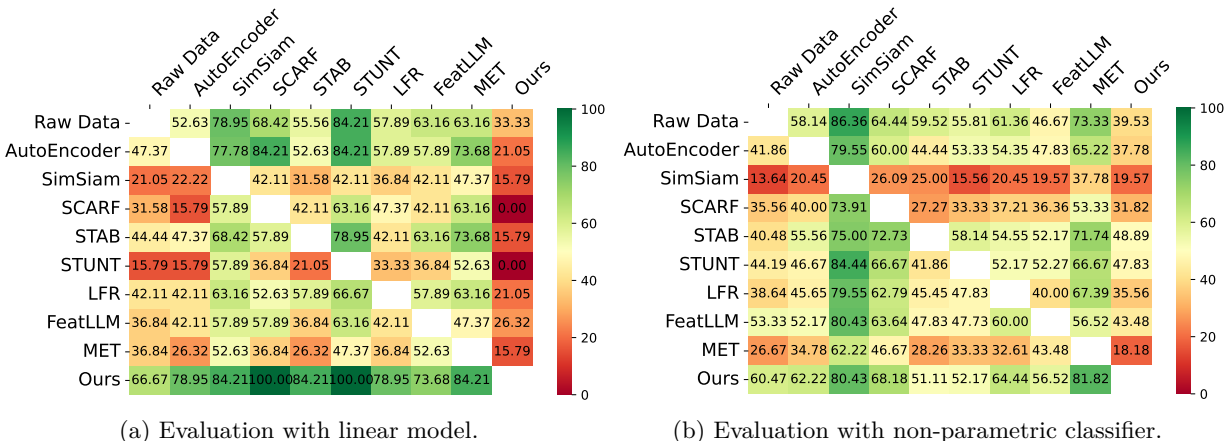 Raw Data AutoEncoder SimSiam SCARF STAB STUNT LFR FeatLLM MET Ours
Raw Data 52.63 78.95 68.42 55.56 84.21 57.89 63.16 63.16 33.33
AutoEncoder 47.37 77.78 84.21 52.63 84.21 57.89 57.89 73.68 21.05
SimSiam 21.05 22.22 42.11 31.58 42.11 36.84 42.11 47.37 15.79
SCARF 31.58 15.79 57.89 42.11 63.16 47.37 42.11 63.16 0.00
STAB 44.44 47.37 68.42 57.89 78.95 42.11 63.16 73.68 15.79
STUNT 15.79 15.79 57.89 36.84 21.05 33.33 36.84 52.63 0.00
LFR 42.11 42.11 63.16 52.63 57.89 66.67 57.89 63.16 21.05
FeatLLM 36.84 42.11 57.89 57.89 36.84 63.16 42.11 47.37 26.32
MET 36.84 26.32 52.63 36.84 26.32 47.37 36.84 52.63 15.79
Ours 66.67 78.95 84.21 100.00 84.21 100.00 78.95 73.68 84.21
100
80
60
40
20
0
(a) Evaluation with linear model.
Raw Data AutoEncoder SimSiam SCARF STAB STUNT LFR FeatLLM MET Ours
Raw Data 58.14 86.36 64.44 59.52 55.81 61.36 46.67 73.33 39.53
AutoEncoder 41.86 79.55 60.00 44.44 53.33 54.35 47.83 65.22 37.78
SimSiam 13.64 20.45 26.09 25.00 15.56 20.45 19.57 37.78 19.57
SCARF 35.56 40.00 73.91 27.27 33.33 37.21 36.36 53.33 31.82
STAB 40.48 55.56 75.00 72.73 58.14 54.55 52.17 71.74 48.89
STUNT 44.19 46.67 84.44 66.67 41.86 52.17 52.27 66.67 47.83
LFR 38.64 45.65 79.55 62.79 45.45 47.83 40.00 67.39 35.56
FeatLLM 53.33 52.17 80.43 63.64 47.83 47.73 60.00 56.52 43.48
MET 26.67 34.78 62.22 46.67 28.26 33.33 32.61 43.48 18.18
Ours 60.47 62.22 80.43 68.18 51.11 52.17 64.44 56.52 81.82
100
80
60
40
20
0
(b) Evaluation with non-parametric classifier.